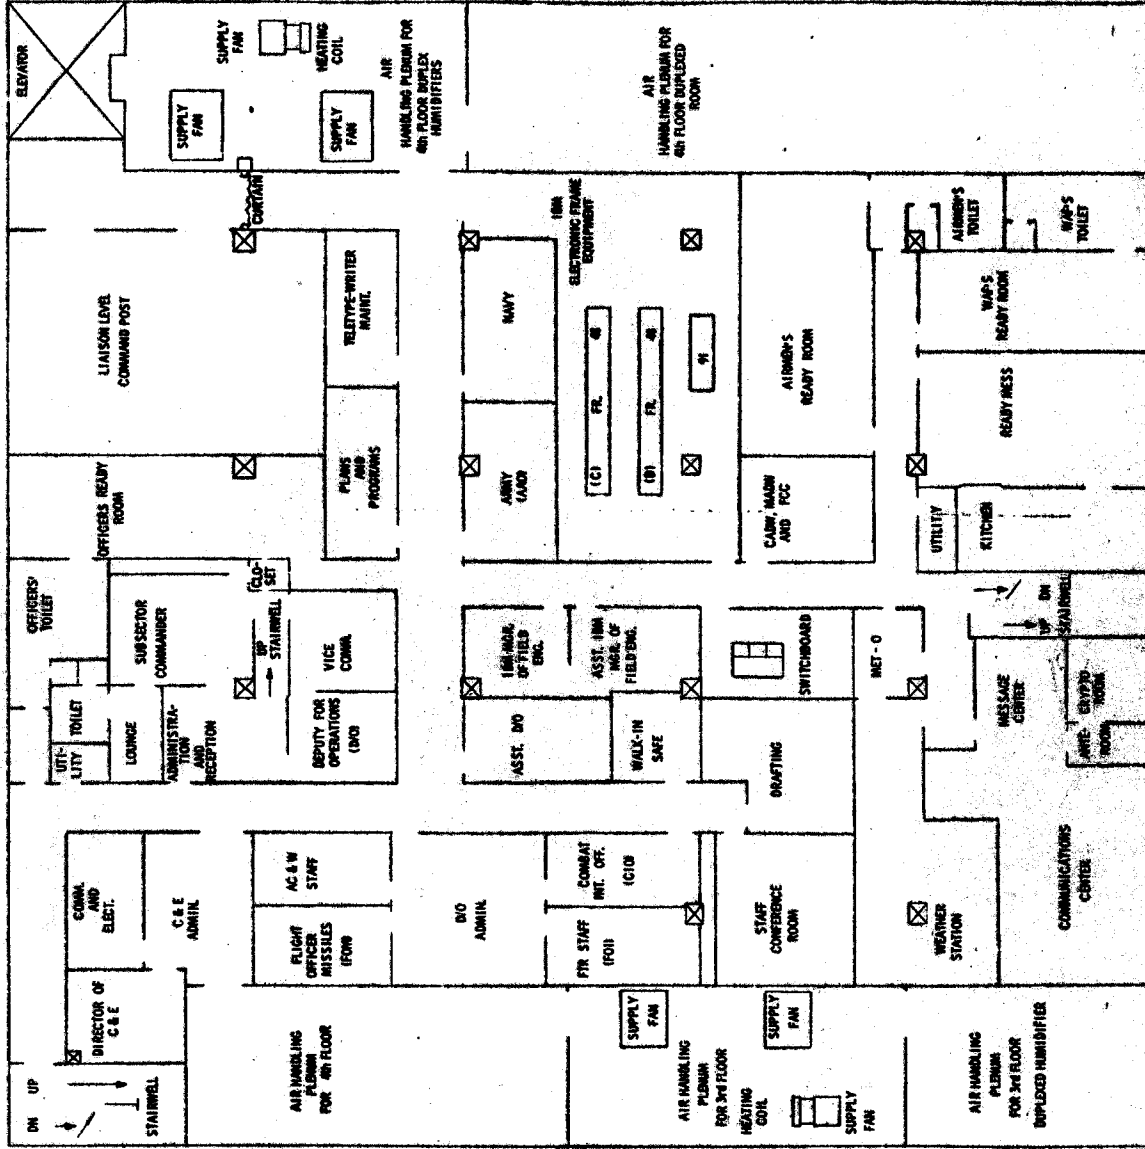 ELEVATOR
SUPPLY
FAN
HEATING
COIL
SUPPLY
FAN
SUPPLY
FAN
AIR
HANDLING PLENUM FOR
4th FLOOR DUPLEX
HUMIDIFIERS
AIR
HANDLING PLENUM FOR
4th FLOOR DUPLEXED
ROOM
CURTAIN
LIAISON LEVEL
COMMAND POST
TELETYPE-WRITER
MAINT.
NAVY
IBM
ELECTRONIC FRAME
EQUIPMENT
AIRMEN'S
READY ROOM
AIRMEN'S
TOILET
WAF'S
TOILET
WAF'S
READY ROOM
READY MESS
OFFICERS READY
ROOM
PLANS
AND
PROGRAMS
ARMY
(AAO)
(C) FR. 48
(D) FR. 48
91
CADW, MADW
AND FCC
UTILITY
KITCHEN
OFFICERS'
TOILET
SUBSECTOR
COMMANDER
CLO-
SET
UP
STAIRWELL
VICE
COMM.
IBM MGR.
OF FIELD
ENG.
ASST. IBM
MGR. OF
FIELD ENG.
SWITCHBOARD
MET - O
UP DN
STAIRWELL
MESSAGE
CENTER
CRYPTO
ROOM
ANTE-
ROOM
UTI-
LITY
TOILET
LOUNGE
ADMINISTRA-
TION
AND
RECEPTION
DEPUTY FOR
OPERATIONS
(D/O)
ASST. D/O
WALK-IN
SAFE
DRAFTING
COMM.
AND
ELECT.
C & E
ADMIN.
AC & W
STAFF
D/O
ADMIN.
COMBAT
INT. OFF.
(CIO)
STAFF
CONFERENCE
ROOM
WEATHER
STATION
COMMUNICATIONS
CENTER
DIRECTOR OF
C & E
FLIGHT
OFFICER
MISSILES
(FOM)
FTR STAFF
(FOI)
DN UP
STAIRWELL
AIR HANDLING
PLENUM
FOR 4th FLOOR
SUPPLY
FAN
SUPPLY
FAN
AIR HANDLING
PLENUM
FOR 3rd FLOOR
HEATING
COIL
SUPPLY
FAN
AIR HANDLING
PLENUM
FOR 3rd FLOOR
DUPLEXED HUMIDIFIER